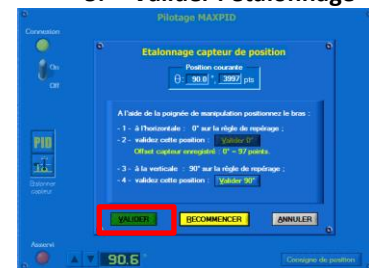 Valider l'étalonnage
Pilotage MAXPID
Connexion
On
Off
Etalonnage capteur de position
Position courante
θ: 90.0 °, 3997 pts
A l'aide de la poignée de manipulation positionnez le bras :
- 1 - à l'horizontale : 0° sur la règle de repérage ;
- 2 - validez cette position : Valider 0°
Offset capteur enregistré : 0° = 97 points.
- 3 - à la verticale : 90° sur la règle de repérage ;
- 4 - validez cette position : Valider 90°
PID
Etalonner
capteur
VALIDER
RECOMMENCER
ANNULER
Asservi
90.6 °
Consigne de position